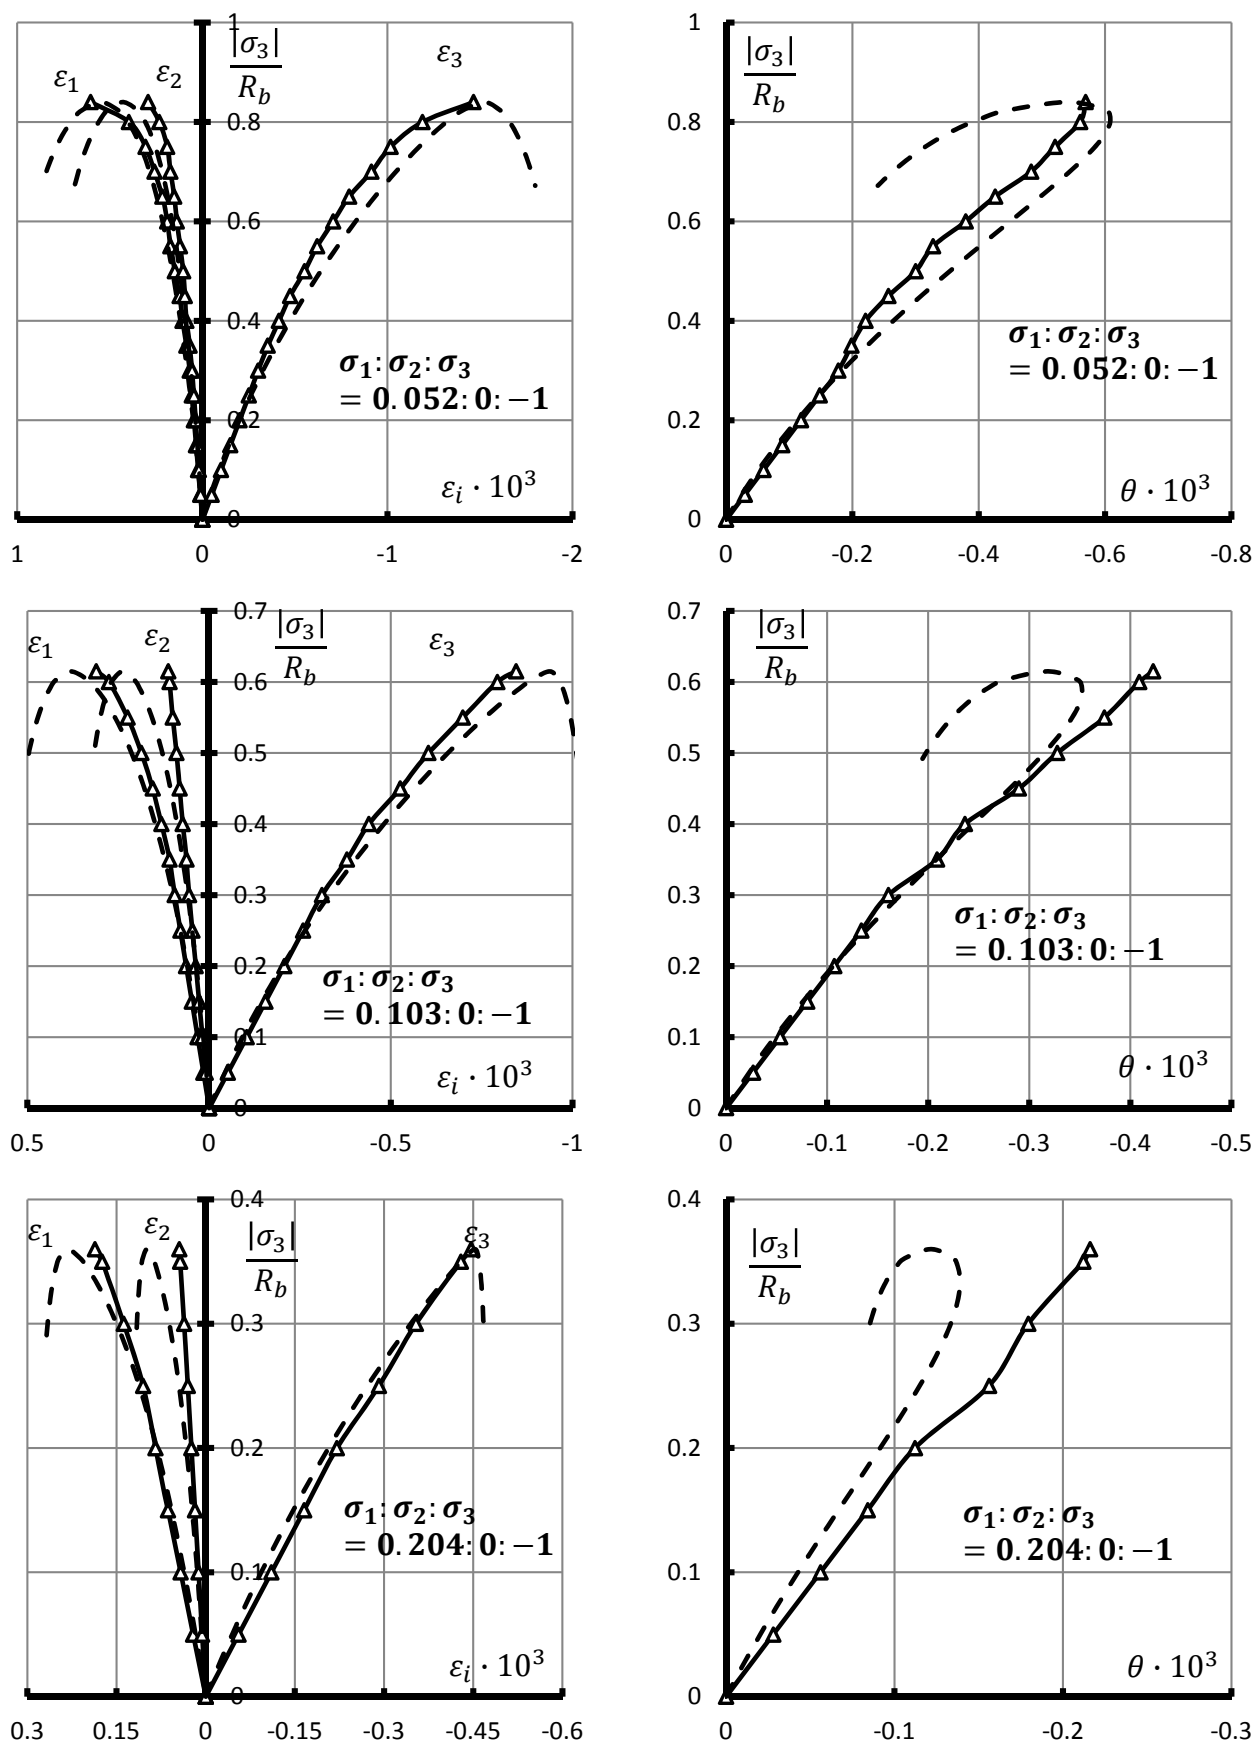 1
|σ₃|
R_b
ε₁
ε₂
ε₃
0.8
0.6
0.4
σ₁:σ₂:σ₃
= 0.052:0:−1
0.2
ε_i · 10³
0
1 0 -1 -2
1
|σ₃|
R_b
0.8
0.6
0.4
σ₁:σ₂:σ₃
= 0.052:0:−1
0.2
θ · 10³
0
0 -0.2 -0.4 -0.6 -0.8
0.7
|σ₃|
R_b
ε₁
ε₂
ε₃
0.6
0.5
0.4
0.3
0.2
σ₁:σ₂:σ₃
= 0.103:0:−1
0.1
ε_i · 10³
0
0.5 0 -0.5 -1
0.7
|σ₃|
R_b
0.6
0.5
0.4
0.3
σ₁:σ₂:σ₃
= 0.103:0:−1
0.2
0.1
θ · 10³
0
0 -0.1 -0.2 -0.3 -0.4 -0.5
0.4
|σ₃|
R_b
ε₁
ε₂
ε₃
0.3
0.2
σ₁:σ₂:σ₃
= 0.204:0:−1
0.1
ε_i · 10³
0
0.3 0.15 0 -0.15 -0.3 -0.45 -0.6
0.4
|σ₃|
R_b
0.3
0.2
σ₁:σ₂:σ₃
= 0.204:0:−1
0.1
θ · 10³
0
0 -0.1 -0.2 -0.3